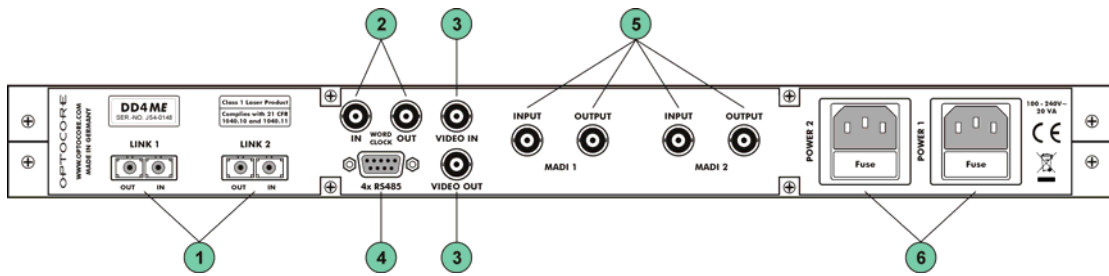 2
3
5
OPTOCORE
WWW.OPTOCORE.COM
MADE IN GERMANY
DD4ME
SER.-NO. J54-0148
Class 1 Laser Product
Complies with 21 CFR
1040.10 and 1040.11
LINK 1
LINK 2
OUT IN
OUT IN
IN
WORD
CLOCK
OUT
VIDEO IN
4x RS485
VIDEO OUT
INPUT
OUTPUT
INPUT
OUTPUT
MADI 1
MADI 2
POWER 2
Fuse
POWER 1
Fuse
100 - 240V~
20 VA
CE
1
4
3
6